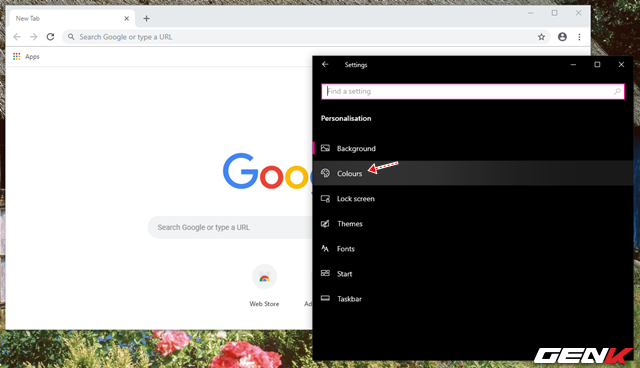 New Tab
Search Google or type a URL
Apps
Settings
Find a setting
Personalisation
Background
Colours
Lock screen
Themes
Fonts
Start
Taskbar
Goo
Search Google or type a URL
Web Store
Ad
GENK